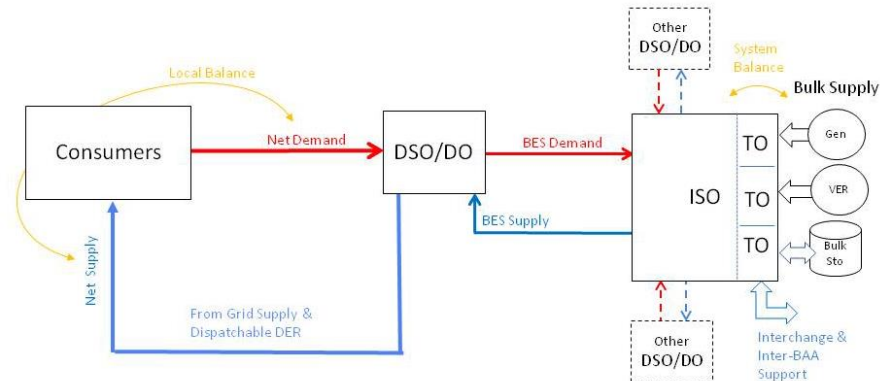 Other
DSO/DO
System
Balance
Bulk Supply
Local Balance
Consumers
Net Demand
DSO/DO
BES Demand
BES Supply
ISO
TO
TO
TO
Gen
VER
Bulk
Sto
Net Supply
From Grid Supply &
Dispatchable DER
Other
DSO/DO
Interchange &
Inter-BAA
Support